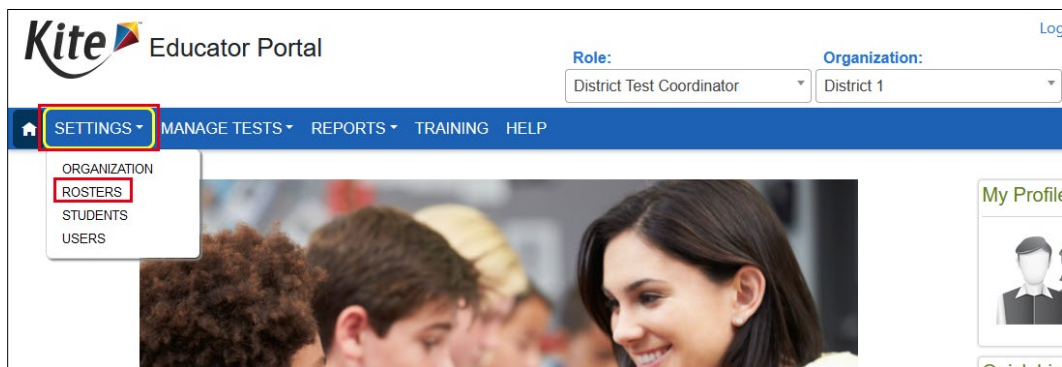 Kite Educator Portal
Log
Role:
Organization:
District Test Coordinator
District 1
SETTINGS MANAGE TESTS REPORTS TRAINING HELP
ORGANIZATION
ROSTERS
STUDENTS
USERS
My Profile